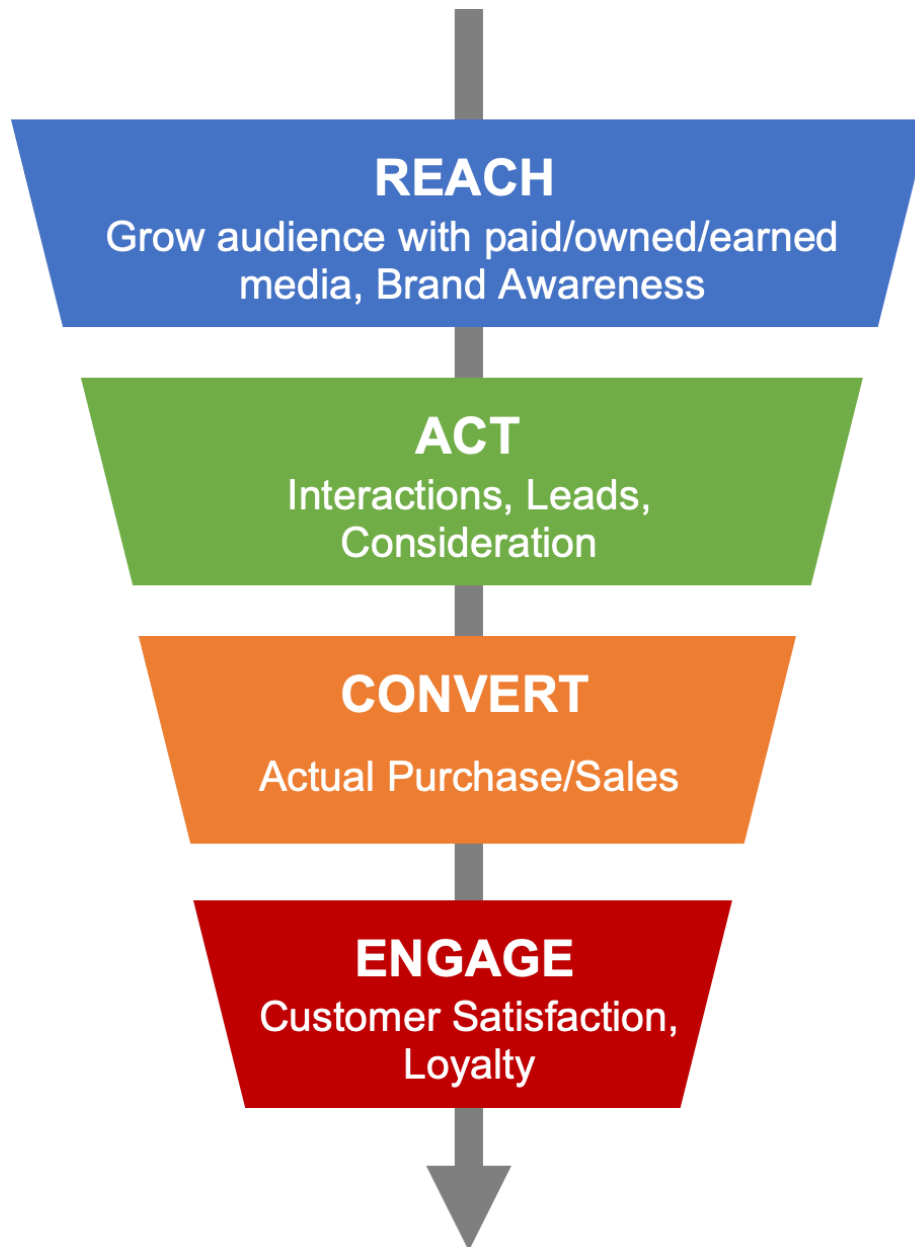 REACH
Grow audience with paid/owned/earned
media, Brand Awareness
ACT
Interactions, Leads,
Consideration
CONVERT
Actual Purchase/Sales
ENGAGE
Customer Satisfaction,
Loyalty